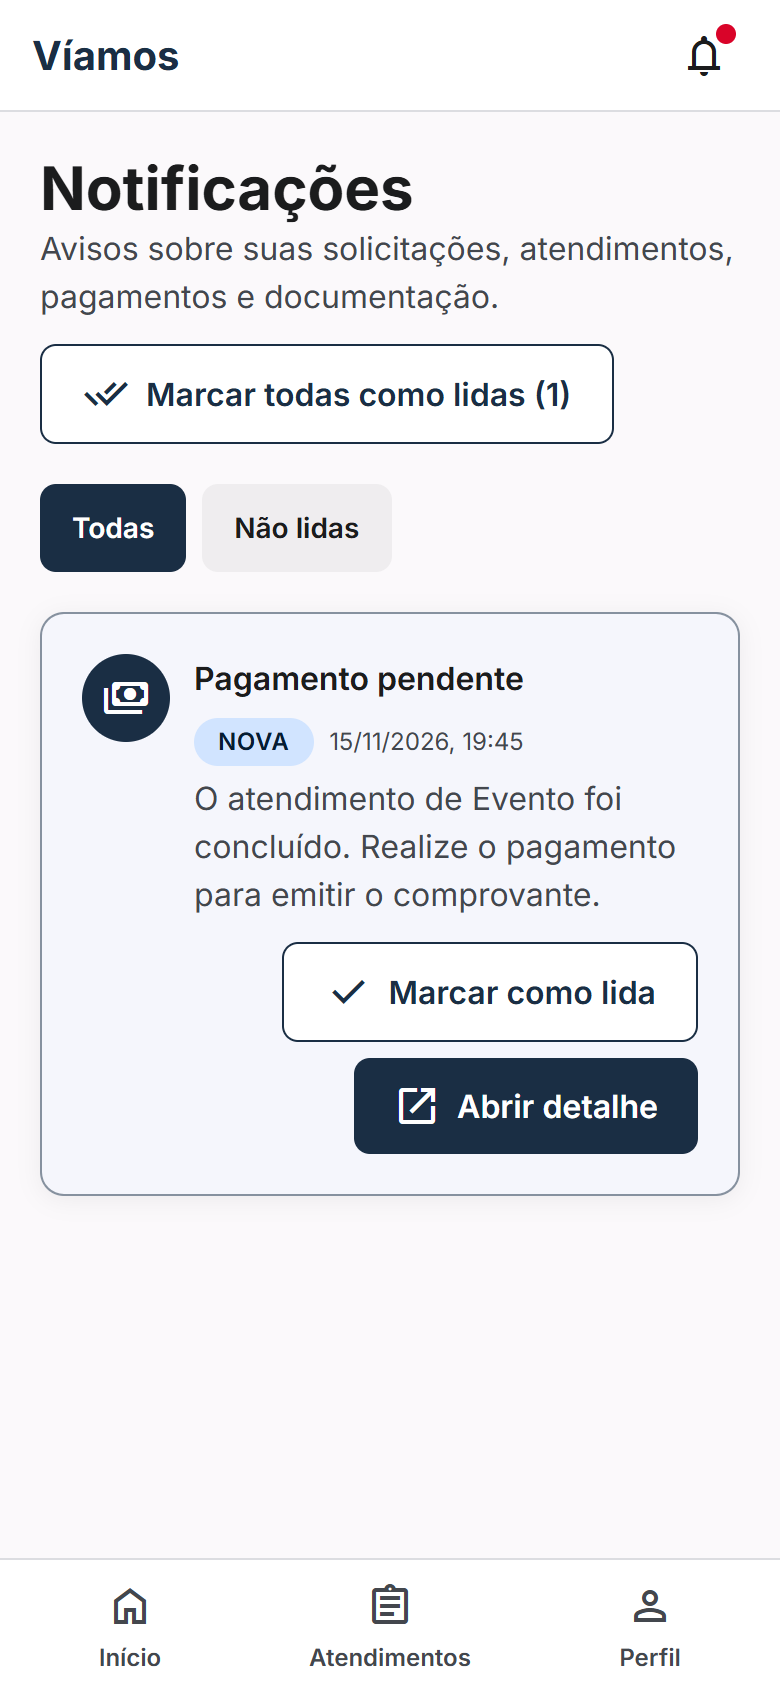 Víamos
Notificações
Avisos sobre suas solicitações, atendimentos,
pagamentos e documentação.
Marcar todas como lidas (1)
Todas
Não lidas
Pagamento pendente
NOVA
15/11/2026, 19:45
O atendimento de Evento foi
concluído. Realize o pagamento
para emitir o comprovante.
Marcar como lida
Abrir detalhe
Início
Atendimentos
Perfil